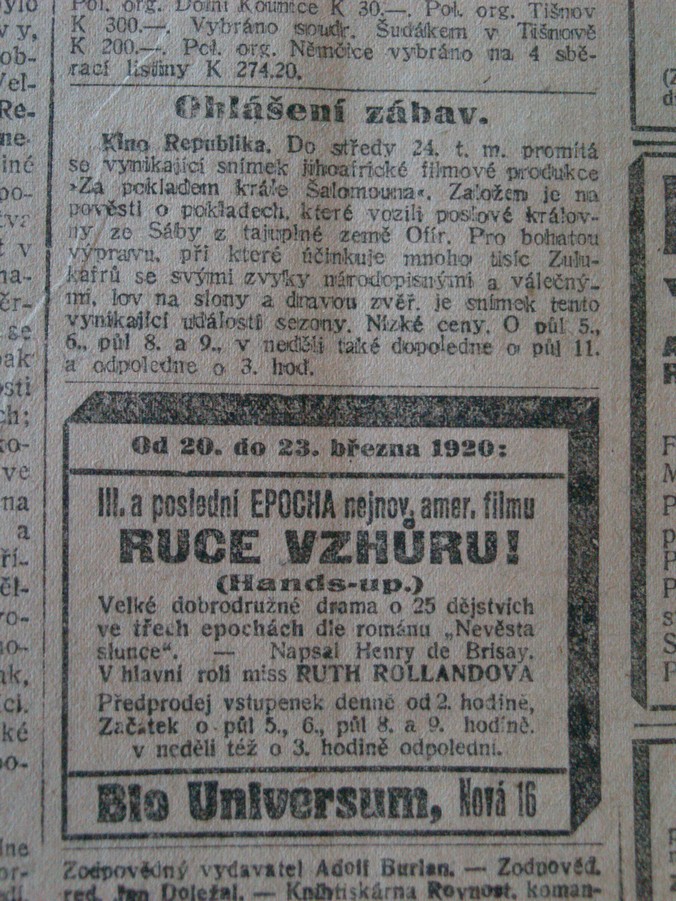 Pol. org. Dolní Kounice K 30.—. Pol. org. Tišnov
K 300.—. Vybráno soudr. Šudákem v Tišnově
K 200.—. Pol. org. Němčice vybráno na 4 sbě-
rací listiny K 274.20.
Ohlášení zábav.
Kino Republika. Do středy 24. t. m. promítá
se vynikající snímek jihoafrické filmové produkce
»Za pokladem krále Šalomouna«. Založen je na
pověsti o pokladech, které vozili poslové králov-
ny ze Sáby z tajuplné země Ofír. Pro bohatou
výpravu, při které účinkuje mnoho tisíc Zulu-
kafrů se svými zvyky národopisnými a válečný-
mi, lov na slony a dravou zvěř, je snímek tento
vynikající událostí sezony. Nízké ceny. O půl 5.,
6., půl 8. a 9., v neděli také dopoledne o půl 11.
a odpoledne o 3. hod.
Od 20. do 23. března 1920:
III. a poslední EPOCHA nejnov. amer. filmu
RUCE VZHŮRU!
(Hands-up.)
Velké dobrodružné drama o 25 dějstvích
ve třech epochách dle románu „Nevěsta
slunce“. — Napsal Henry de Brisay.
V hlavní roli miss RUTH ROLLANDOVA
Předprodej vstupenek denně od 2. hodině,
Začátek o půl 5., 6., půl 8. a 9. hodině.
v neděli též o 3. hodině odpolední.
Bio Universum, Nová 16
Zodpovědný vydavatel Adolf Burian. — Zodpověd.
red. Jan Doležal. — Knihtiskárna Rovnost, koman-